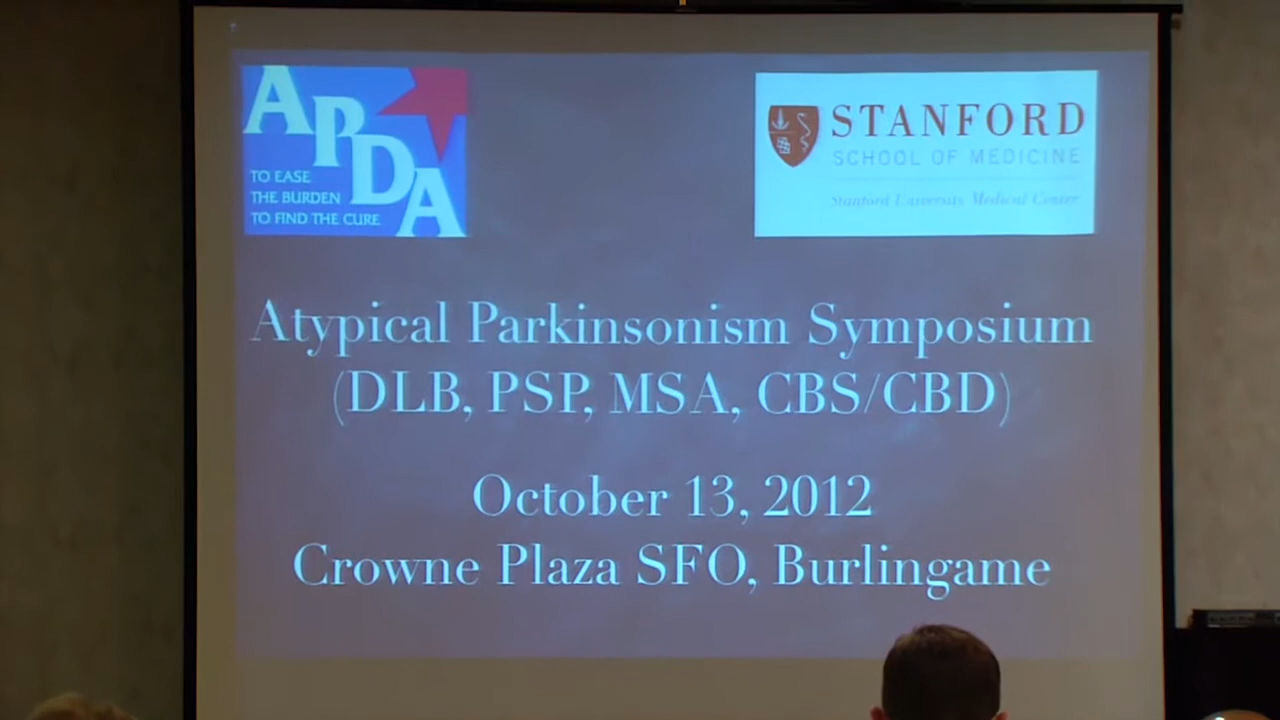 APDA
TO EASE
THE BURDEN
TO FIND THE CURE
STANFORD
SCHOOL OF MEDICINE
Stanford University Medical Center
Atypical Parkinsonism Symposium
(DLB, PSP, MSA, CBS/CBD)
October 13, 2012
Crowne Plaza SFO, Burlingame